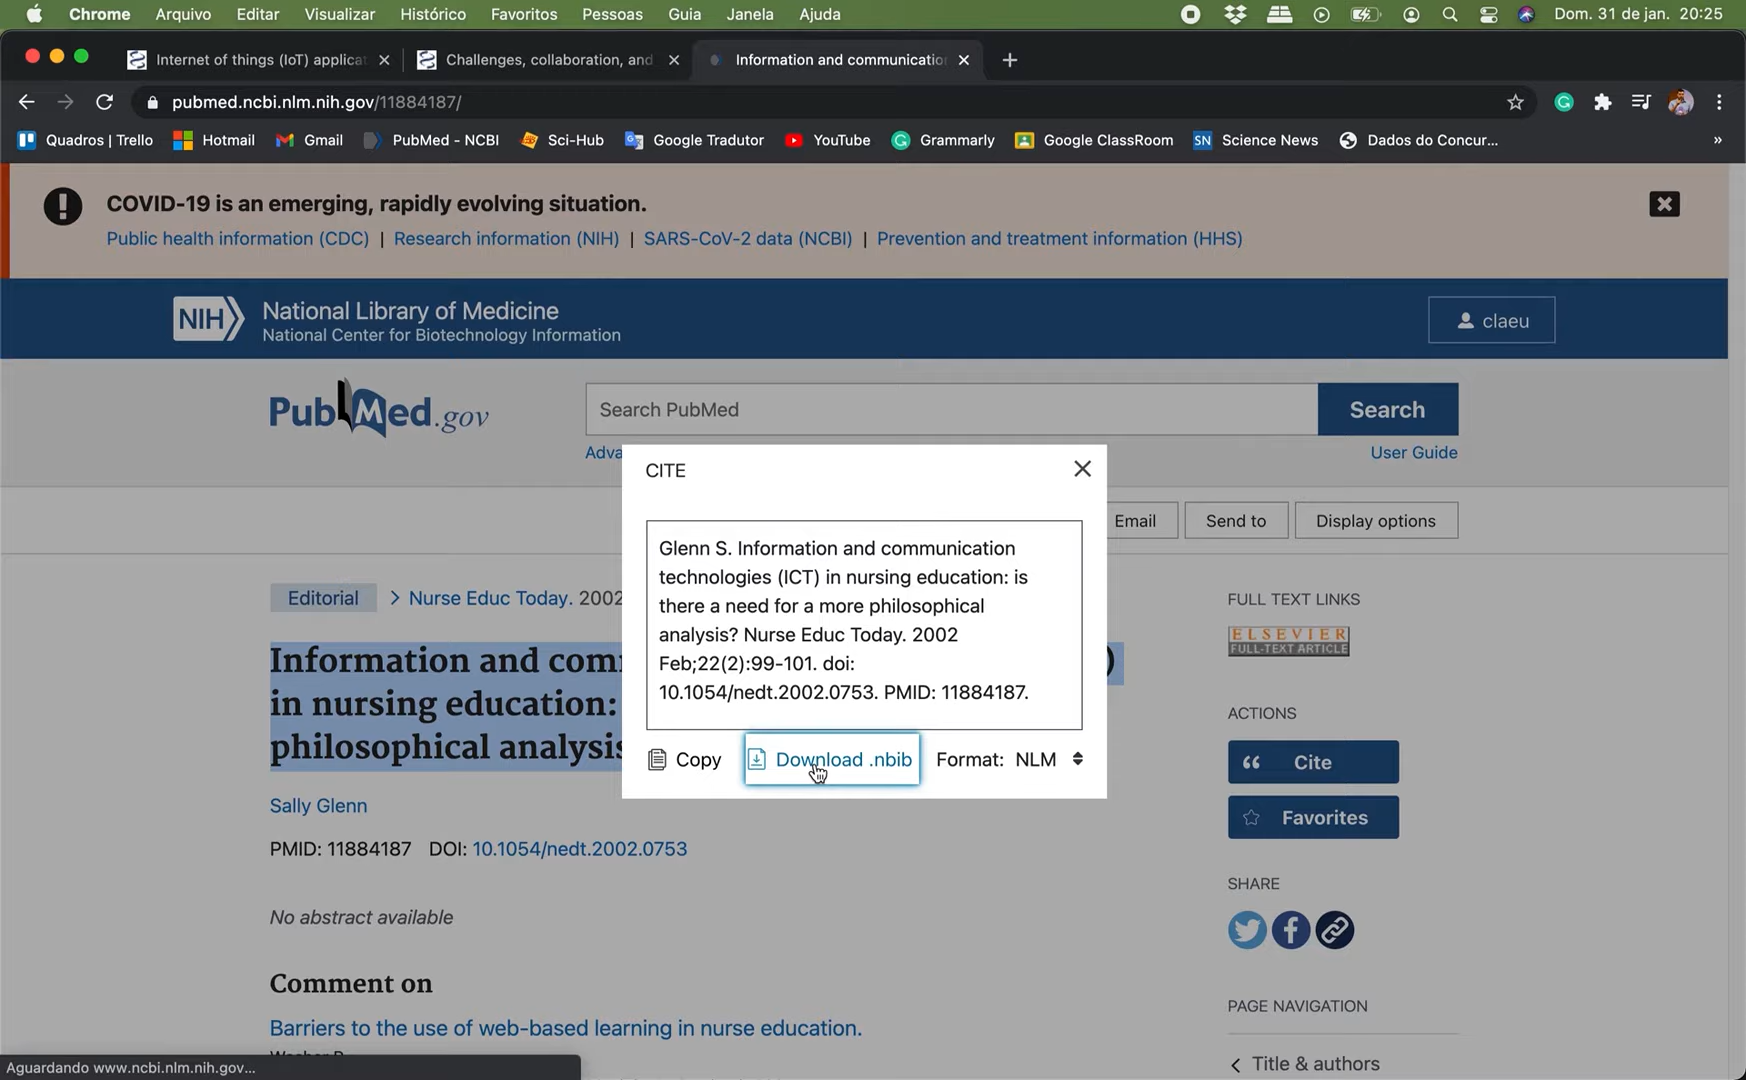 Chrome Arquivo Editar Visualizar Histórico Favoritos Pessoas Guia Janela Ajuda Dom. 31 de jan. 20:25
Internet of things (IoT) applicat Challenges, collaboration, and Information and communicatio
pubmed.ncbi.nlm.nih.gov/11884187/
Quadros | Trello Hotmail Gmail PubMed - NCBI Sci-Hub Google Tradutor YouTube Grammarly Google ClassRoom SN Science News Dados do Concur... »
COVID-19 is an emerging, rapidly evolving situation.
Public health information (CDC) | Research information (NIH) | SARS-CoV-2 data (NCBI) | Prevention and treatment information (HHS)
NIH National Library of Medicine
National Center for Biotechnology Information
claeu
PubMed.gov
Search PubMed
Search
Adva
User Guide
CITE
Email Send to Display options
Glenn S. Information and communication
technologies (ICT) in nursing education: is
there a need for a more philosophical
analysis? Nurse Educ Today. 2002
Feb;22(2):99-101. doi:
10.1054/nedt.2002.0753. PMID: 11884187.
Copy Download .nbib Format: NLM
Editorial > Nurse Educ Today. 2002
Information and com )
in nursing education:
philosophical analysis
Sally Glenn
PMID: 11884187 DOI: 10.1054/nedt.2002.0753
No abstract available
Comment on
Barriers to the use of web-based learning in nurse education.
FULL TEXT LINKS
ELSEVIER
FULL-TEXT ARTICLE
ACTIONS
Cite
Favorites
SHARE
PAGE NAVIGATION
Title & authors
Aguardando www.ncbi.nlm.nih.gov...